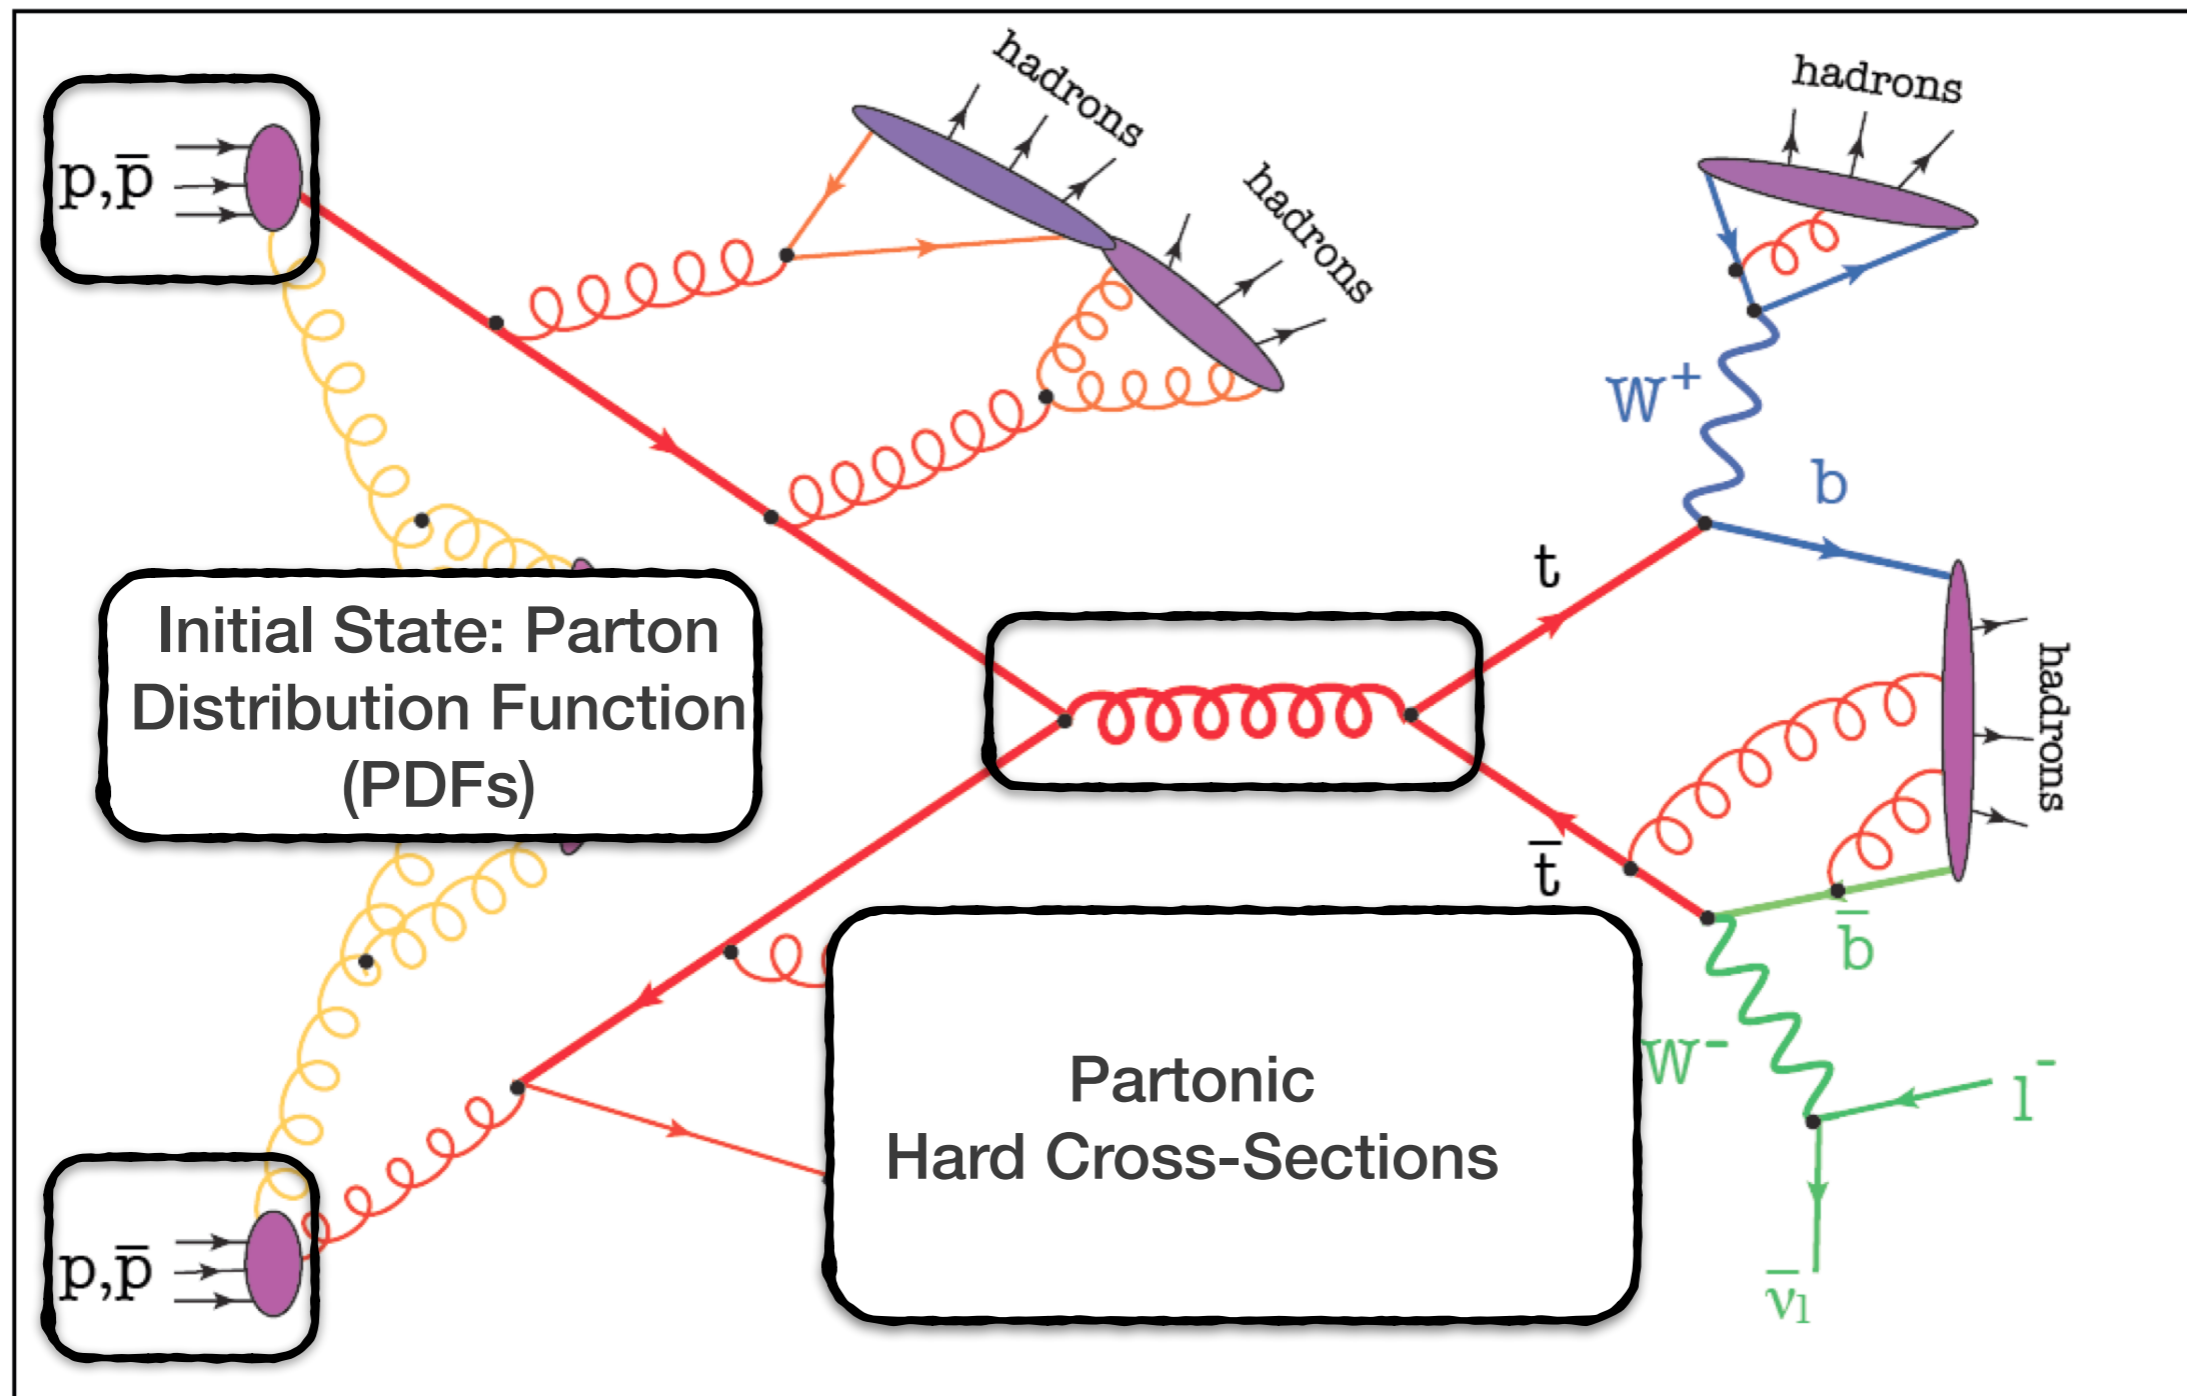 hadrons
hadrons
p,p̄
hadrons
W⁺
b
t
Initial State: Parton
Distribution Function
(PDFs)
hadrons
t̄
b̄
Partonic
Hard Cross-Sections
W⁻
l⁻
p,p̄
ν̄ₗ